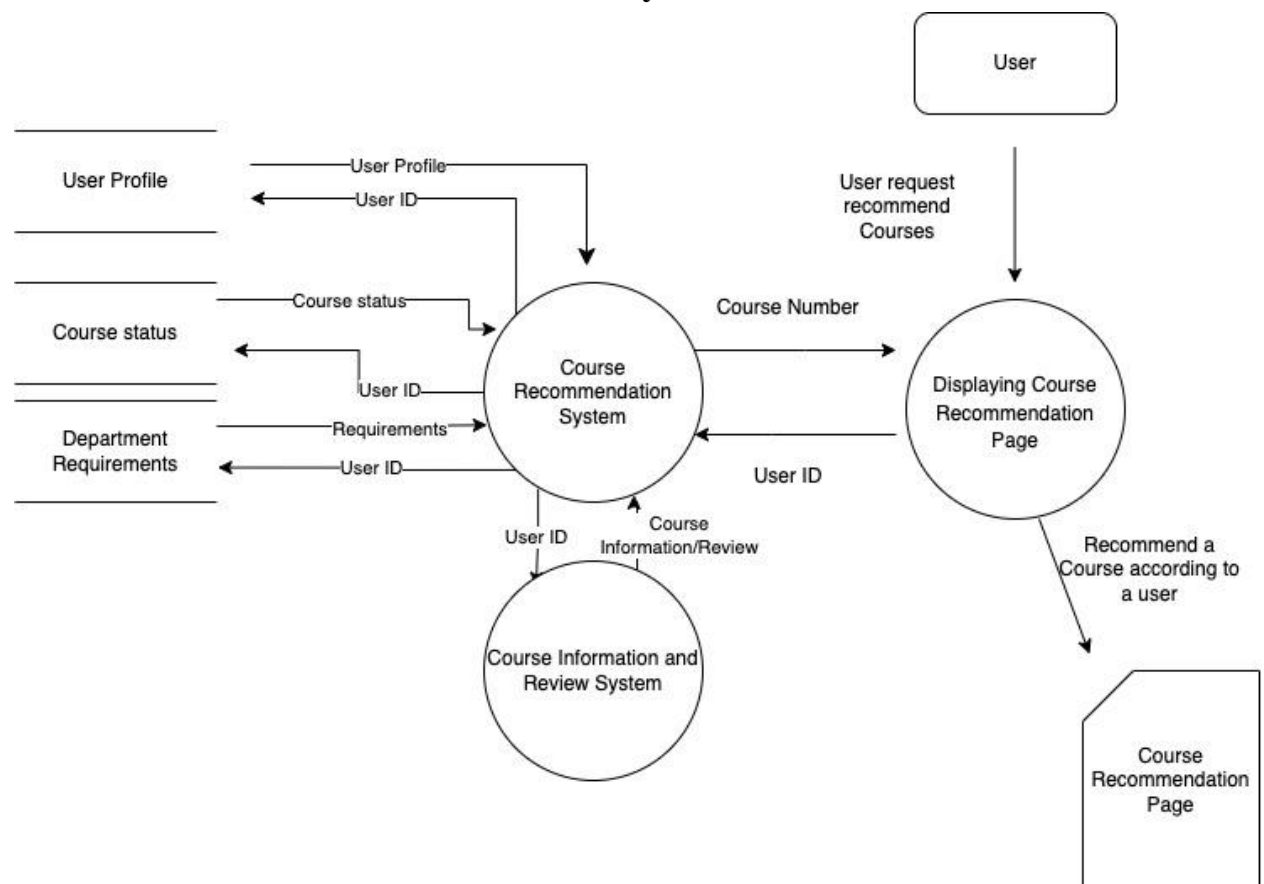 User
User Profile
User Profile
User ID
User request
recommend
Courses
Course status
Course status
User ID
Course Number
Course
Recommendation
System
Displaying Course
Recommendation
Page
Department
Requirements
Requirements
User ID
User ID
User ID
Course
Information/Review
Recommend a
Course according to
a user
Course Information and
Review System
Course
Recommendation
Page